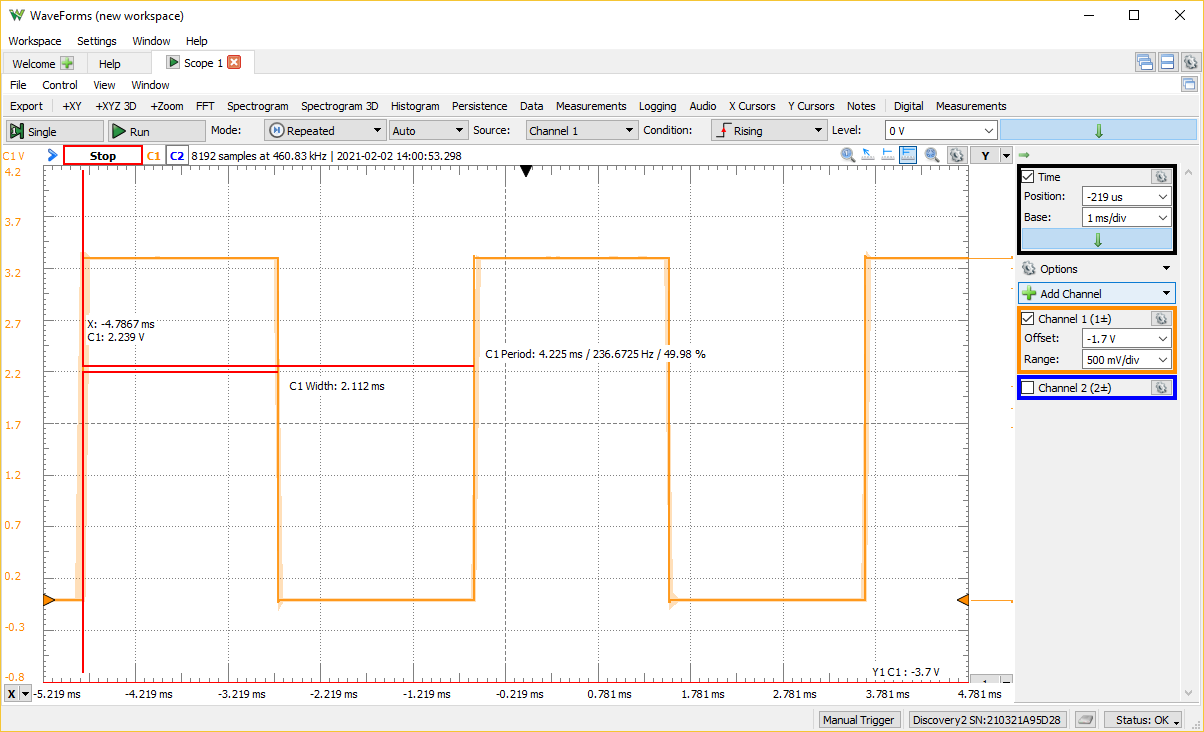 WaveForms (new workspace)
Workspace Settings Window Help
Welcome Help Scope 1
File Control View Window
Export +XY +XYZ 3D +Zoom FFT Spectrogram Spectrogram 3D Histogram Persistence Data Measurements Logging Audio X Cursors Y Cursors Notes Digital Measurements
Single Run Mode: Repeated Auto Source: Channel 1 Condition: Rising Level: 0 V
C1 V Stop C1 C2 8192 samples at 460.83 kHz | 2021-02-02 14:00:53.298 Y
4.2
3.7
3.2
2.7
2.2
1.7
1.2
0.7
0.2
-0.3
-0.8
X: -4.7867 ms
C1: 2.239 V
C1 Period: 4.225 ms / 236.6725 Hz / 49.98 %
C1 Width: 2.112 ms
Y1 C1 : -3.7 V
X -5.219 ms -4.219 ms -3.219 ms -2.219 ms -1.219 ms -0.219 ms 0.781 ms 1.781 ms 2.781 ms 3.781 ms 4.781 ms
Time
Position: -219 us
Base: 1 ms/div
Options
Add Channel
Channel 1 (1±)
Offset: -1.7 V
Range: 500 mV/div
Channel 2 (2±)
Manual Trigger Discovery2 SN:210321A95D28 Status: OK